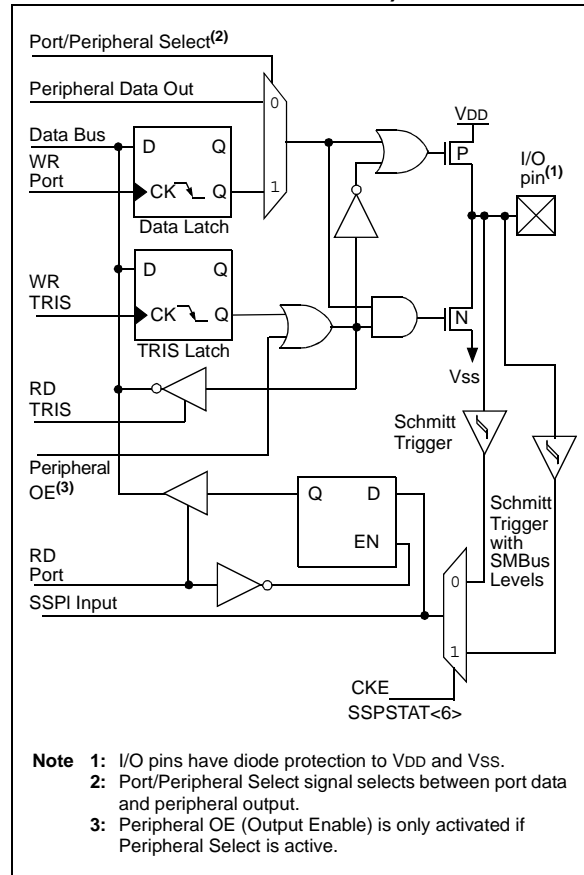 Port/Peripheral Select(2)
Peripheral Data Out
0
VDD
Data Bus
D
Q
P
I/O
pin(1)
WR
Port
CK
Q
1
Data Latch
D
Q
WR
TRIS
CK
Q
N
TRIS Latch
Vss
RD
TRIS
Schmitt
Trigger
Peripheral
OE(3)
Q
D
EN
Schmitt
Trigger
with
SMBus
Levels
RD
Port
0
SSPI Input
1
CKE
SSPSTAT<6>
Note 1: I/O pins have diode protection to VDD and VSS.
2: Port/Peripheral Select signal selects between port data
and peripheral output.
3: Peripheral OE (Output Enable) is only activated if
Peripheral Select is active.